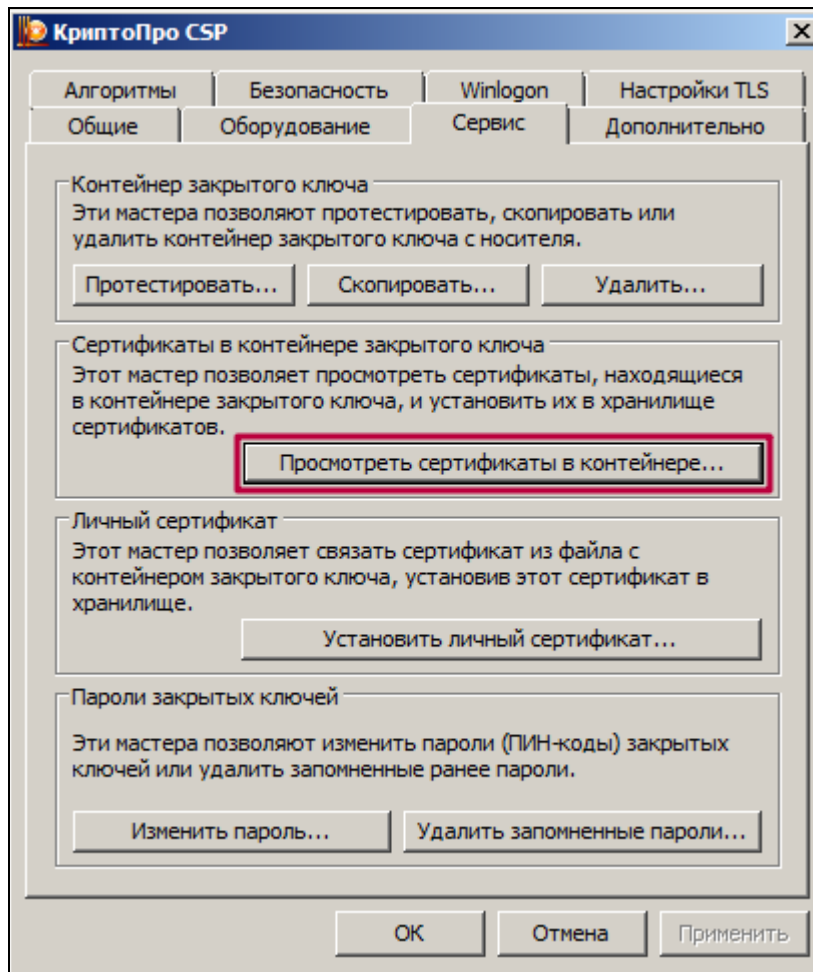 КриптоПро CSP
Алгоритмы Безопасность Winlogon Настройки TLS
Общие Оборудование Сервис Дополнительно
Контейнер закрытого ключа
Эти мастера позволяют протестировать, скопировать или
удалить контейнер закрытого ключа с носителя.
Протестировать... Скопировать... Удалить...
Сертификаты в контейнере закрытого ключа
Этот мастер позволяет просмотреть сертификаты, находящиеся
в контейнере закрытого ключа, и установить их в хранилище
сертификатов.
Просмотреть сертификаты в контейнере...
Личный сертификат
Этот мастер позволяет связать сертификат из файла с
контейнером закрытого ключа, установив этот сертификат в
хранилище.
Установить личный сертификат...
Пароли закрытых ключей
Эти мастера позволяют изменить пароли (ПИН-коды) закрытых
ключей или удалить запомненные ранее пароли.
Изменить пароль... Удалить запомненные пароли...
ОК Отмена Применить